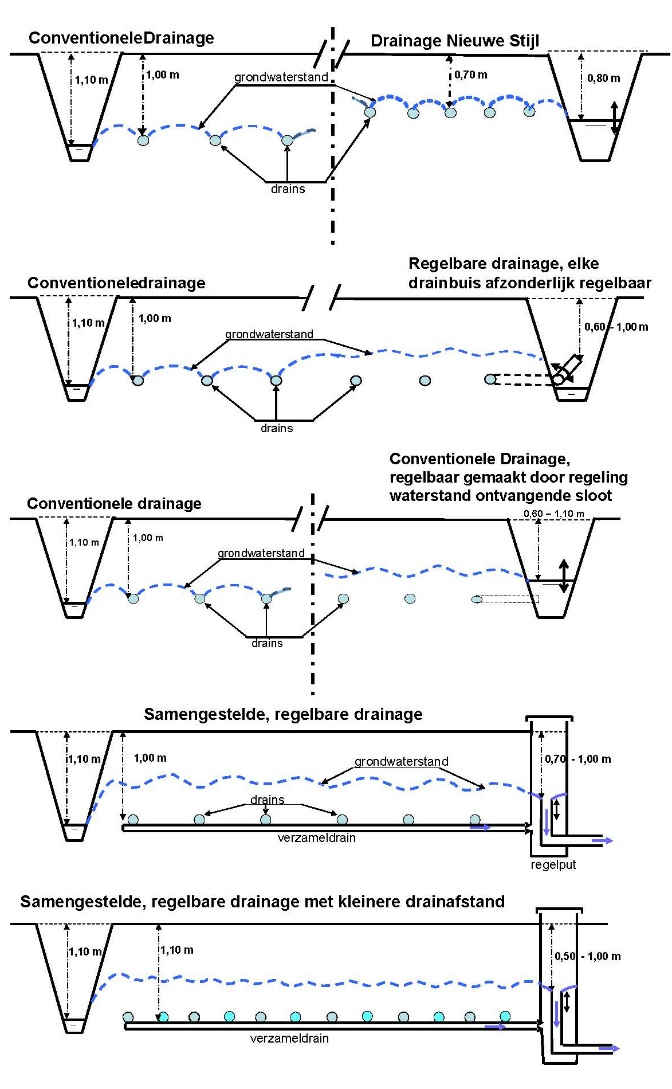 ConventioneleDrainage
Drainage Nieuwe Stijl
1,10 m
1,00 m
grondwaterstand
0,70 m
0,80 m
drains
Conventioneledrainage
Regelbare drainage, elke
drainbuis afzonderlijk regelbaar
1,10 m
1,00 m
grondwaterstand
0,60 - 1,00 m
drains
Conventionele Drainage,
regelbaar gemaakt door regeling
waterstand ontvangende sloot
Conventionele drainage
0,60 – 1,10 m
1,10 m
1,00 m
grondwaterstand
drains
Samengestelde, regelbare drainage
1,10 m
1,00 m
grondwaterstand
0,70 - 1,00 m
drains
verzameldrain
regelput
Samengestelde, regelbare drainage met kleinere drainafstand
1,10 m
1,10 m
0,50 - 1,00 m
verzameldrain